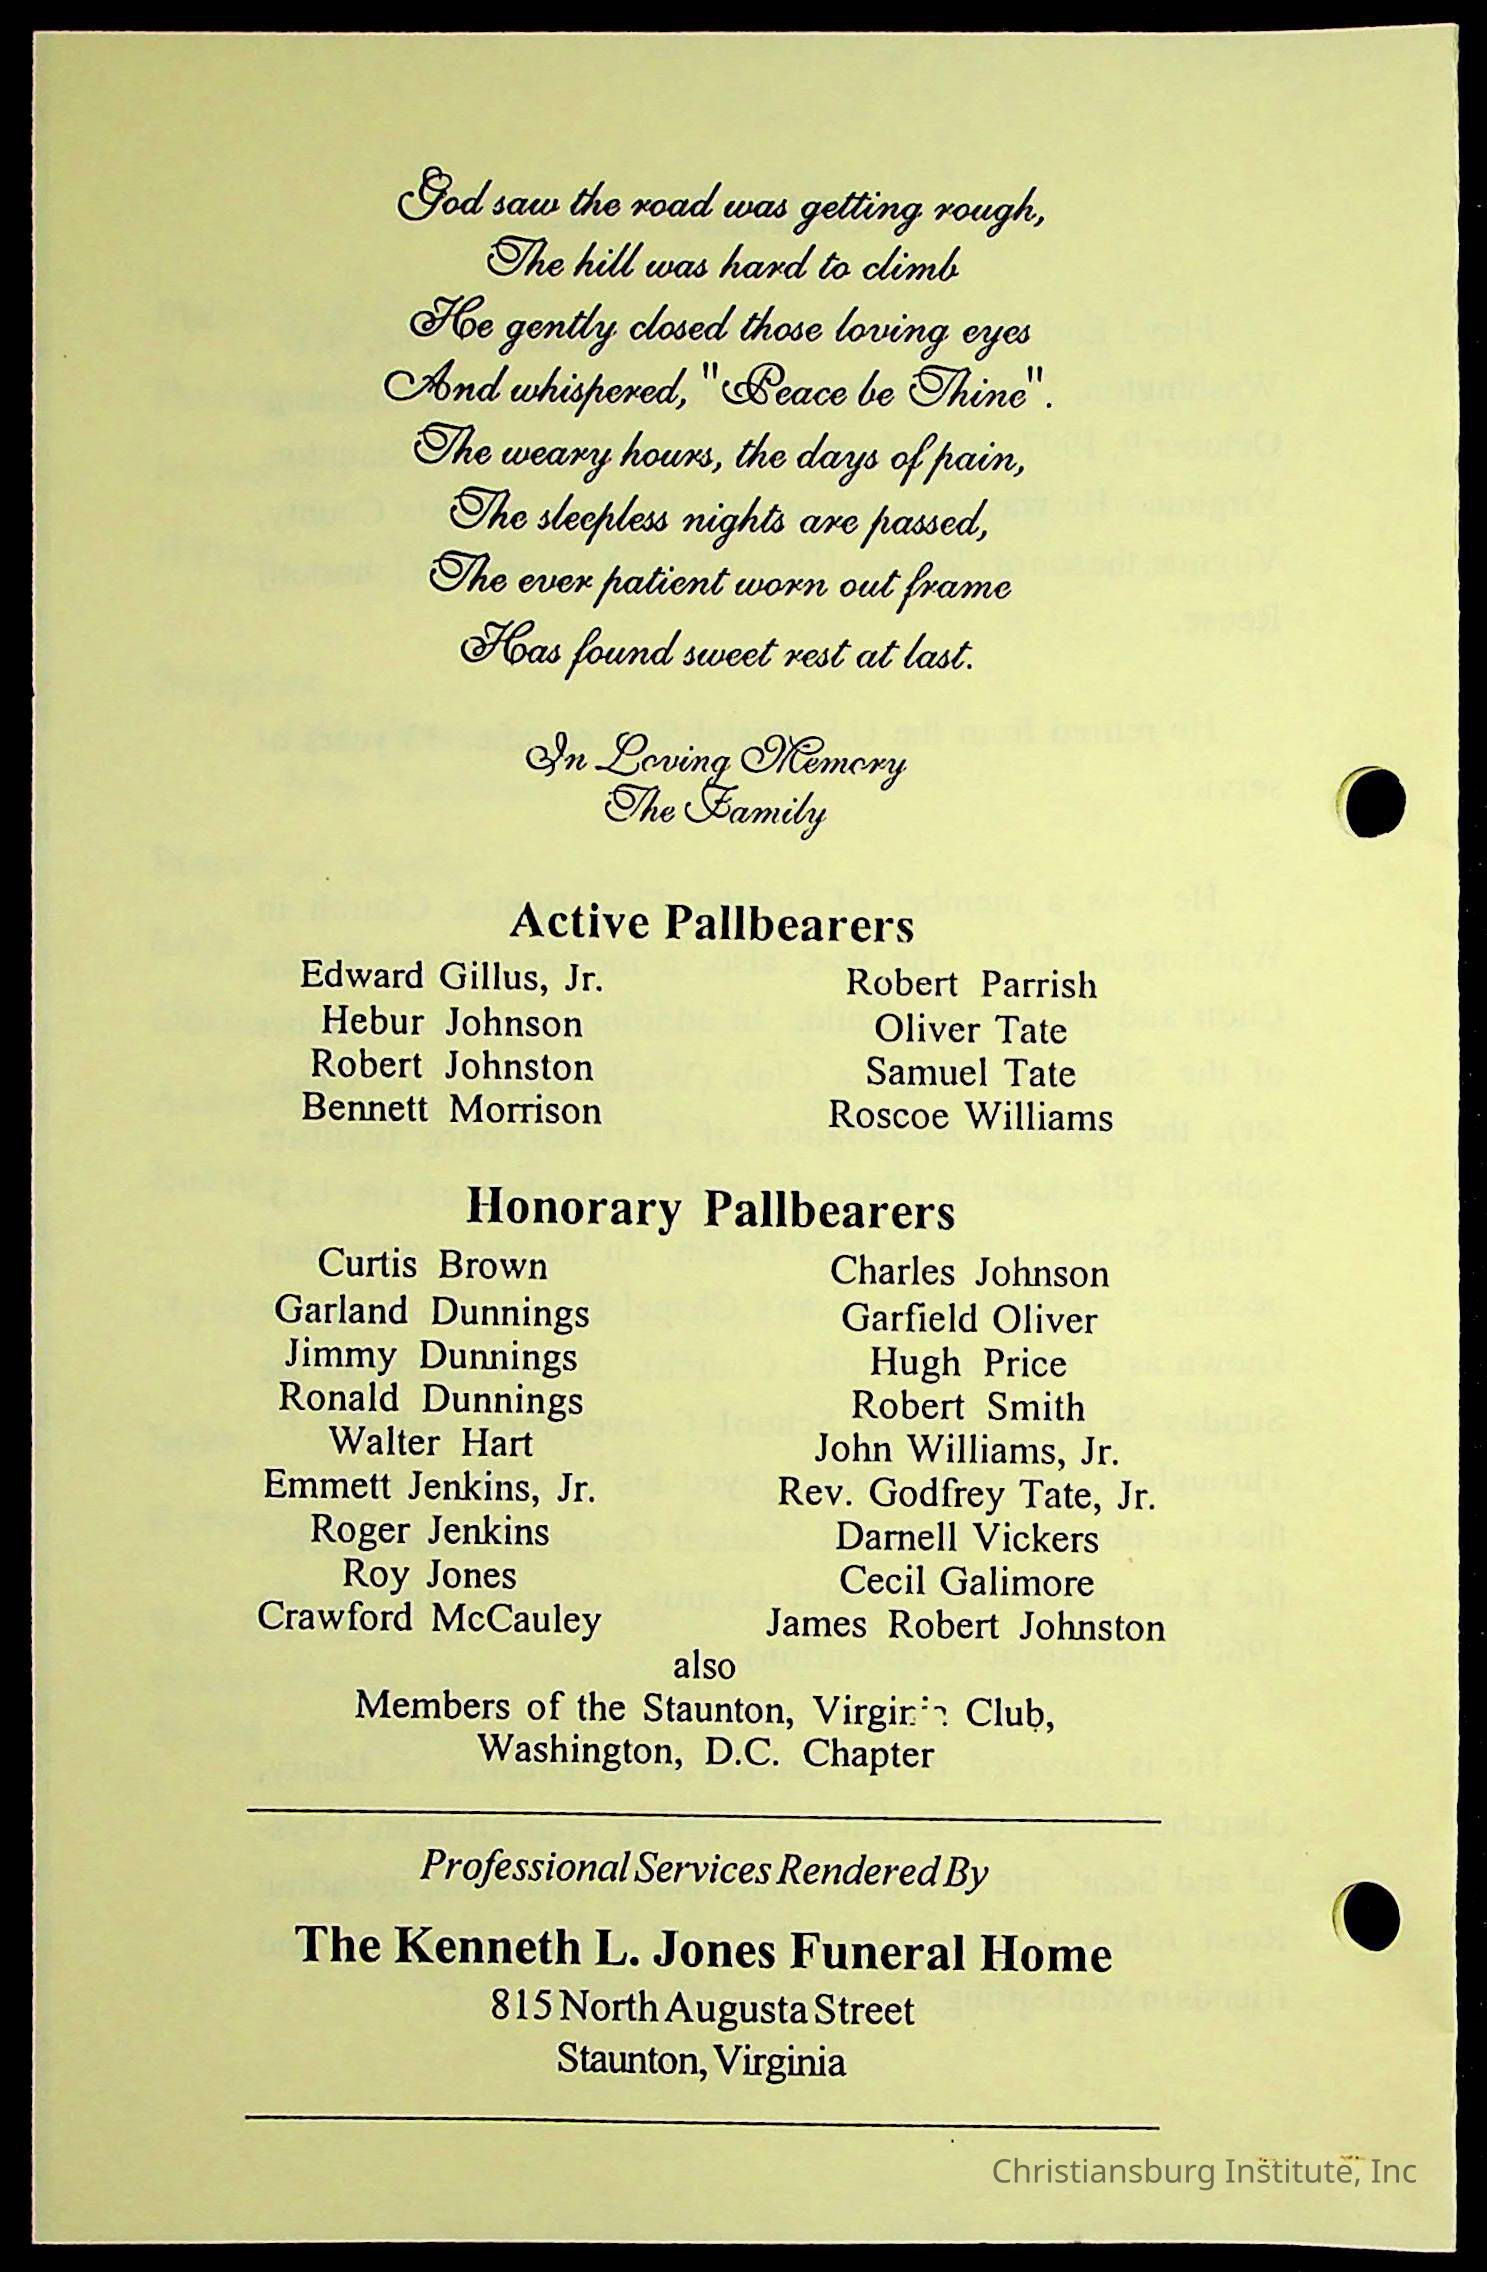 God saw the road was getting rough,
The hill was hard to climb
He gently closed those loving eyes
And whispered, "Peace be Thine".
The weary hours, the days of pain,
The sleepless nights are passed,
The ever patient worn out frame
Has found sweet rest at last.
In Loving Memory
The Family
Active Pallbearers
Edward Gillus, Jr. Robert Parrish
Hebur Johnson Oliver Tate
Robert Johnston Samuel Tate
Bennett Morrison Roscoe Williams
Honorary Pallbearers
Curtis Brown Charles Johnson
Garland Dunnings Garfield Oliver
Jimmy Dunnings Hugh Price
Ronald Dunnings Robert Smith
Walter Hart John Williams, Jr.
Emmett Jenkins, Jr. Rev. Godfrey Tate, Jr.
Roger Jenkins Darnell Vickers
Roy Jones Cecil Galimore
Crawford McCauley James Robert Johnston
also
Members of the Staunton, Virginia Club,
Washington, D.C. Chapter
Professional Services Rendered By
The Kenneth L. Jones Funeral Home
815 North Augusta Street
Staunton, Virginia
Christiansburg Institute, Inc